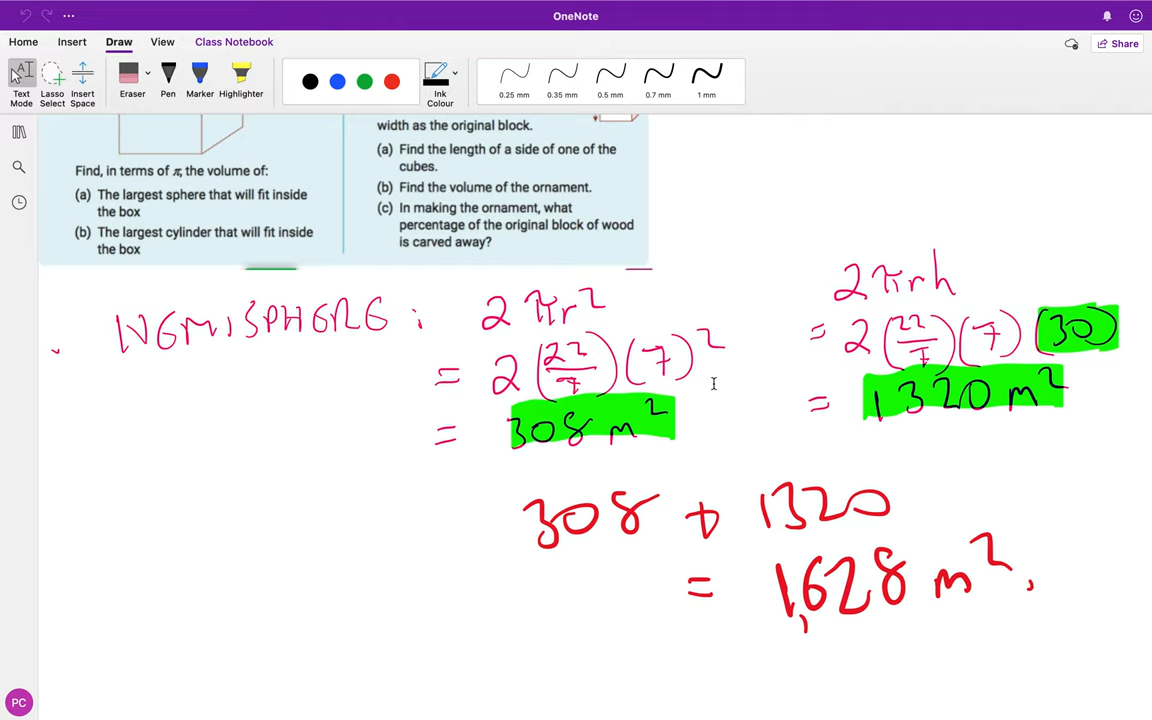 OneNote
Home Insert Draw View Class Notebook
Share
Text Mode
Lasso Select
Insert Space
Eraser
Pen
Marker
Highlighter
Ink Colour
0.25 mm
0.35 mm
0.5 mm
0.7 mm
1 mm
Find, in terms of π, the volume of:
(a) The largest sphere that will fit inside
the box
(b) The largest cylinder that will fit inside
the box
width as the original block.
(a) Find the length of a side of one of the
cubes.
(b) Find the volume of the ornament.
(c) In making the ornament, what
percentage of the original block of wood
is carved away?
HEMISPHERE : 2πr²
= 2(22/7)(7)²
= 308 m²
2πrh
= 2(22/7)(7)(30)
= 1320 m²
308 + 1320
= 1,628 m².
PC